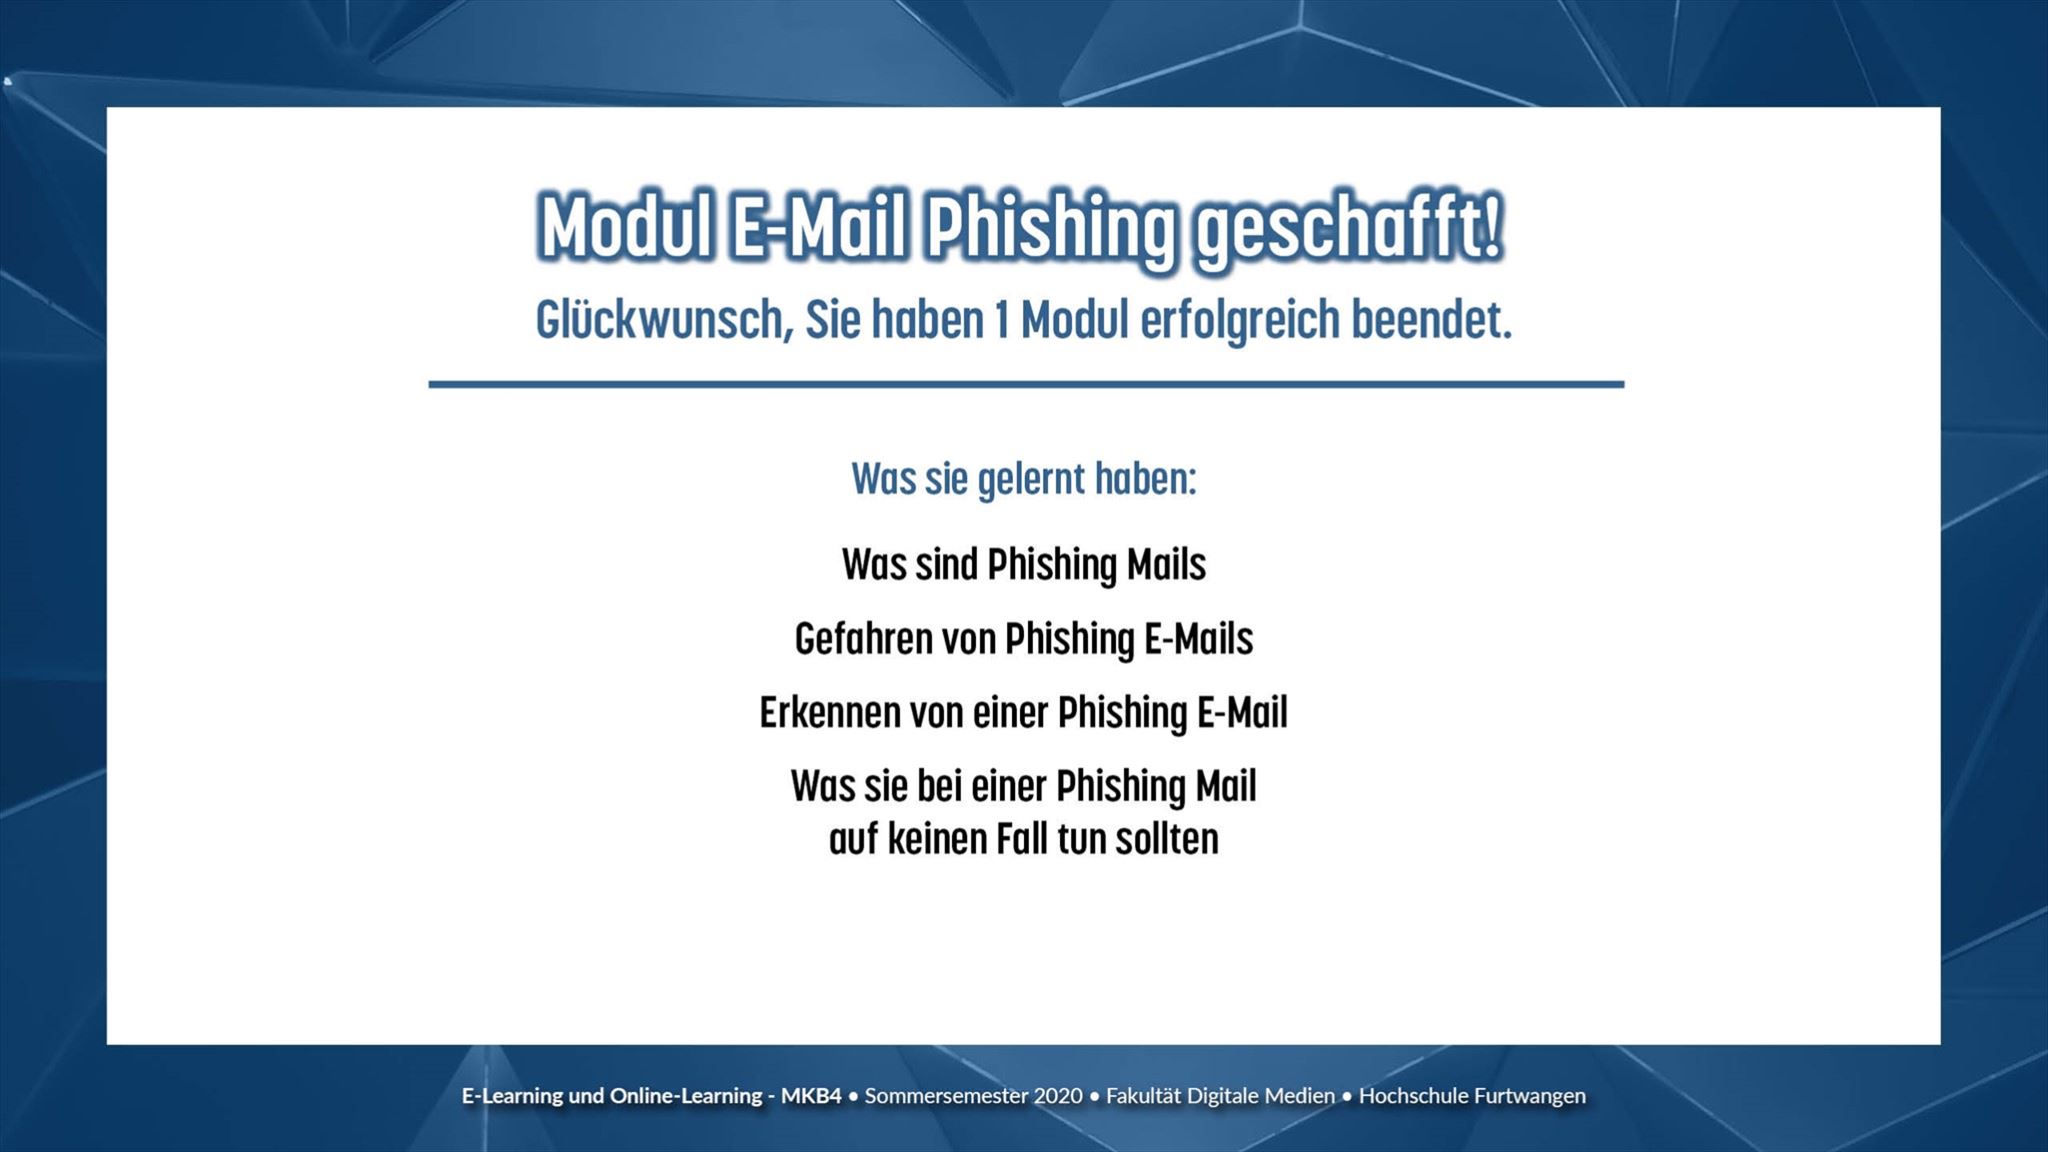 Modul E-Mail Phishing geschafft!
Glückwunsch, Sie haben 1 Modul erfolgreich beendet.
Was sie gelernt haben:
Was sind Phishing Mails
Gefahren von Phishing E-Mails
Erkennen von einer Phishing E-Mail
Was sie bei einer Phishing Mail
auf keinen Fall tun sollten
E-Learning und Online-Learning - MKB4 • Sommersemester 2020 • Fakultät Digitale Medien • Hochschule Furtwangen